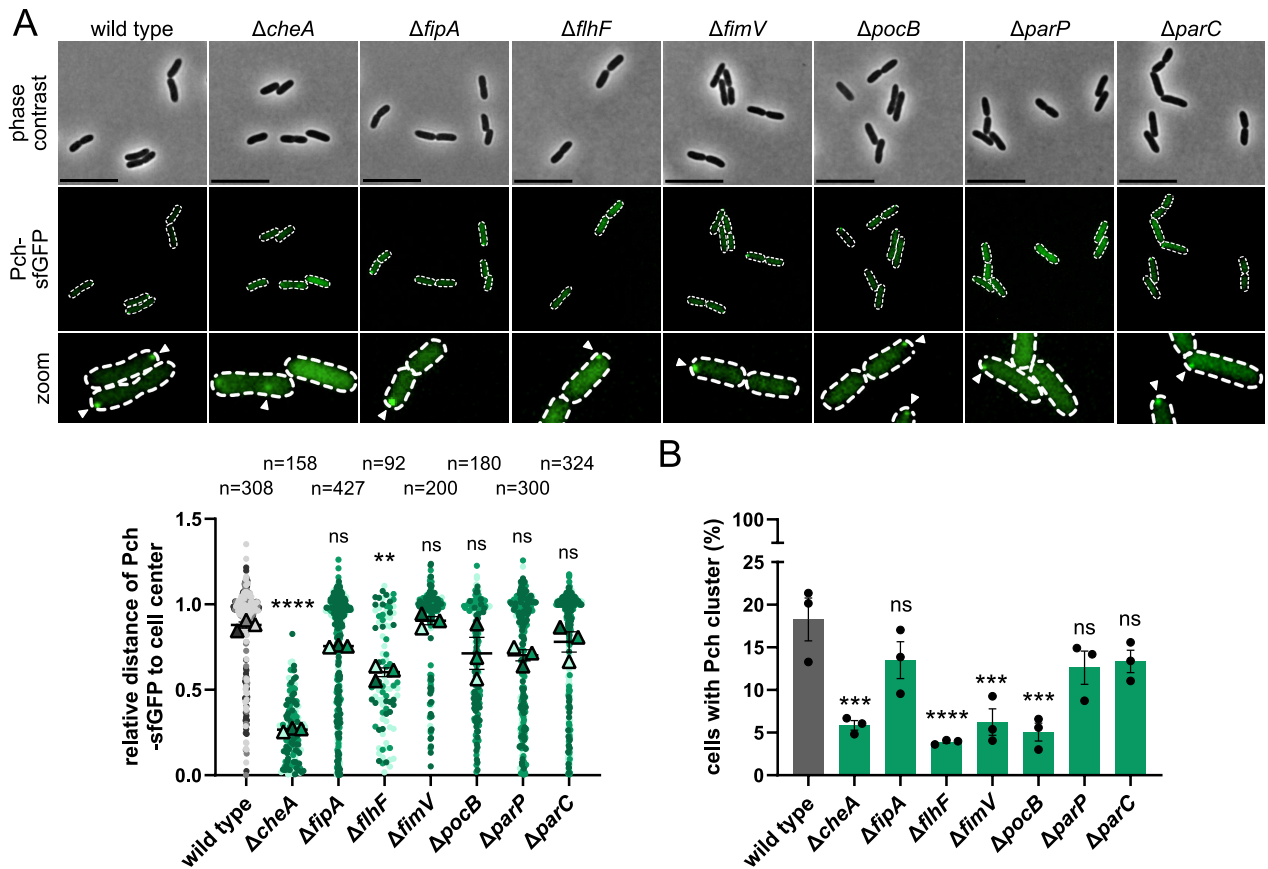 A
wild type ΔcheA ΔfipA ΔflhF ΔfimV ΔpocB ΔparP ΔparC
phase
contrast
Pch-
sfGFP
zoom
n=158 n=92 n=180 n=324
n=308 n=427 n=200 n=300
relative distance of Pch
-sfGFP to cell center
1.5
1.0
0.5
0.0
**** ns ** ns ns ns ns
wild type ΔcheA ΔfipA ΔflhF ΔfimV ΔpocB ΔparP ΔparC
B
cells with Pch cluster (%)
100
25
20
15
10
5
0
*** ns **** *** *** ns ns
wild type ΔcheA ΔfipA ΔflhF ΔfimV ΔpocB ΔparP ΔparC